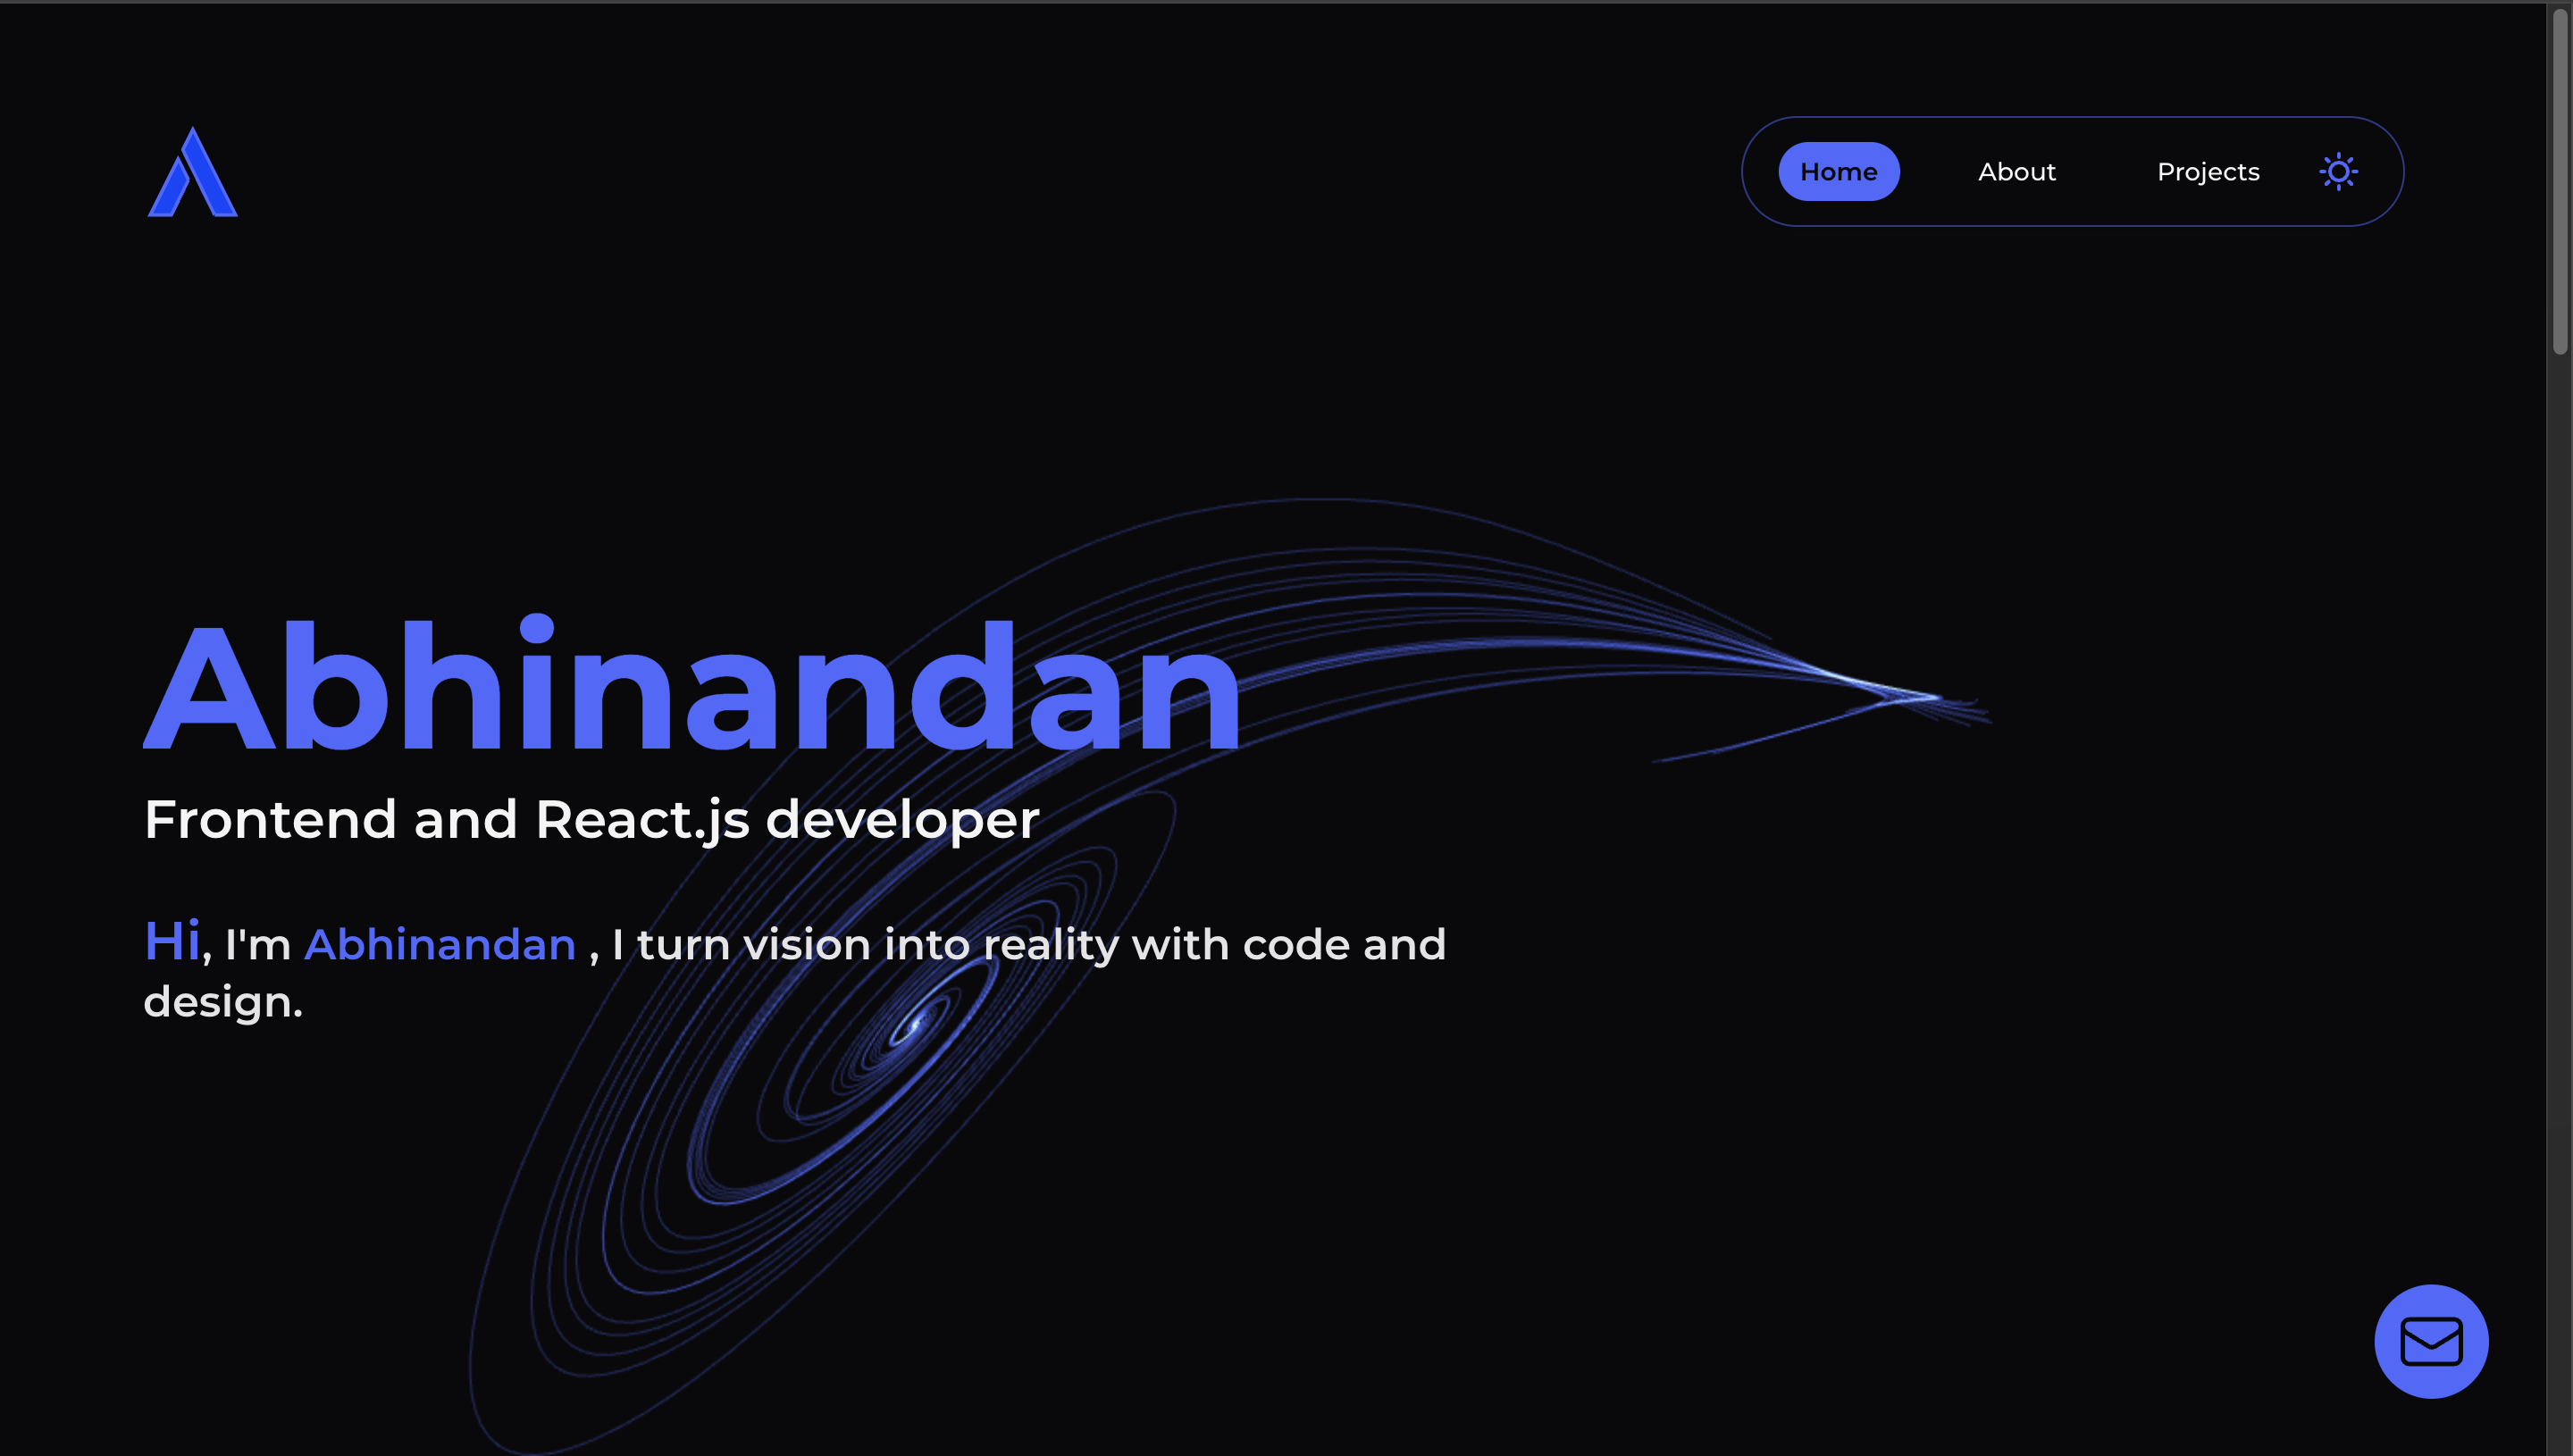 Home About Projects
Abhinandan
Frontend and React.js developer
Hi, I'm Abhinandan , I turn vision into reality with code and
design.